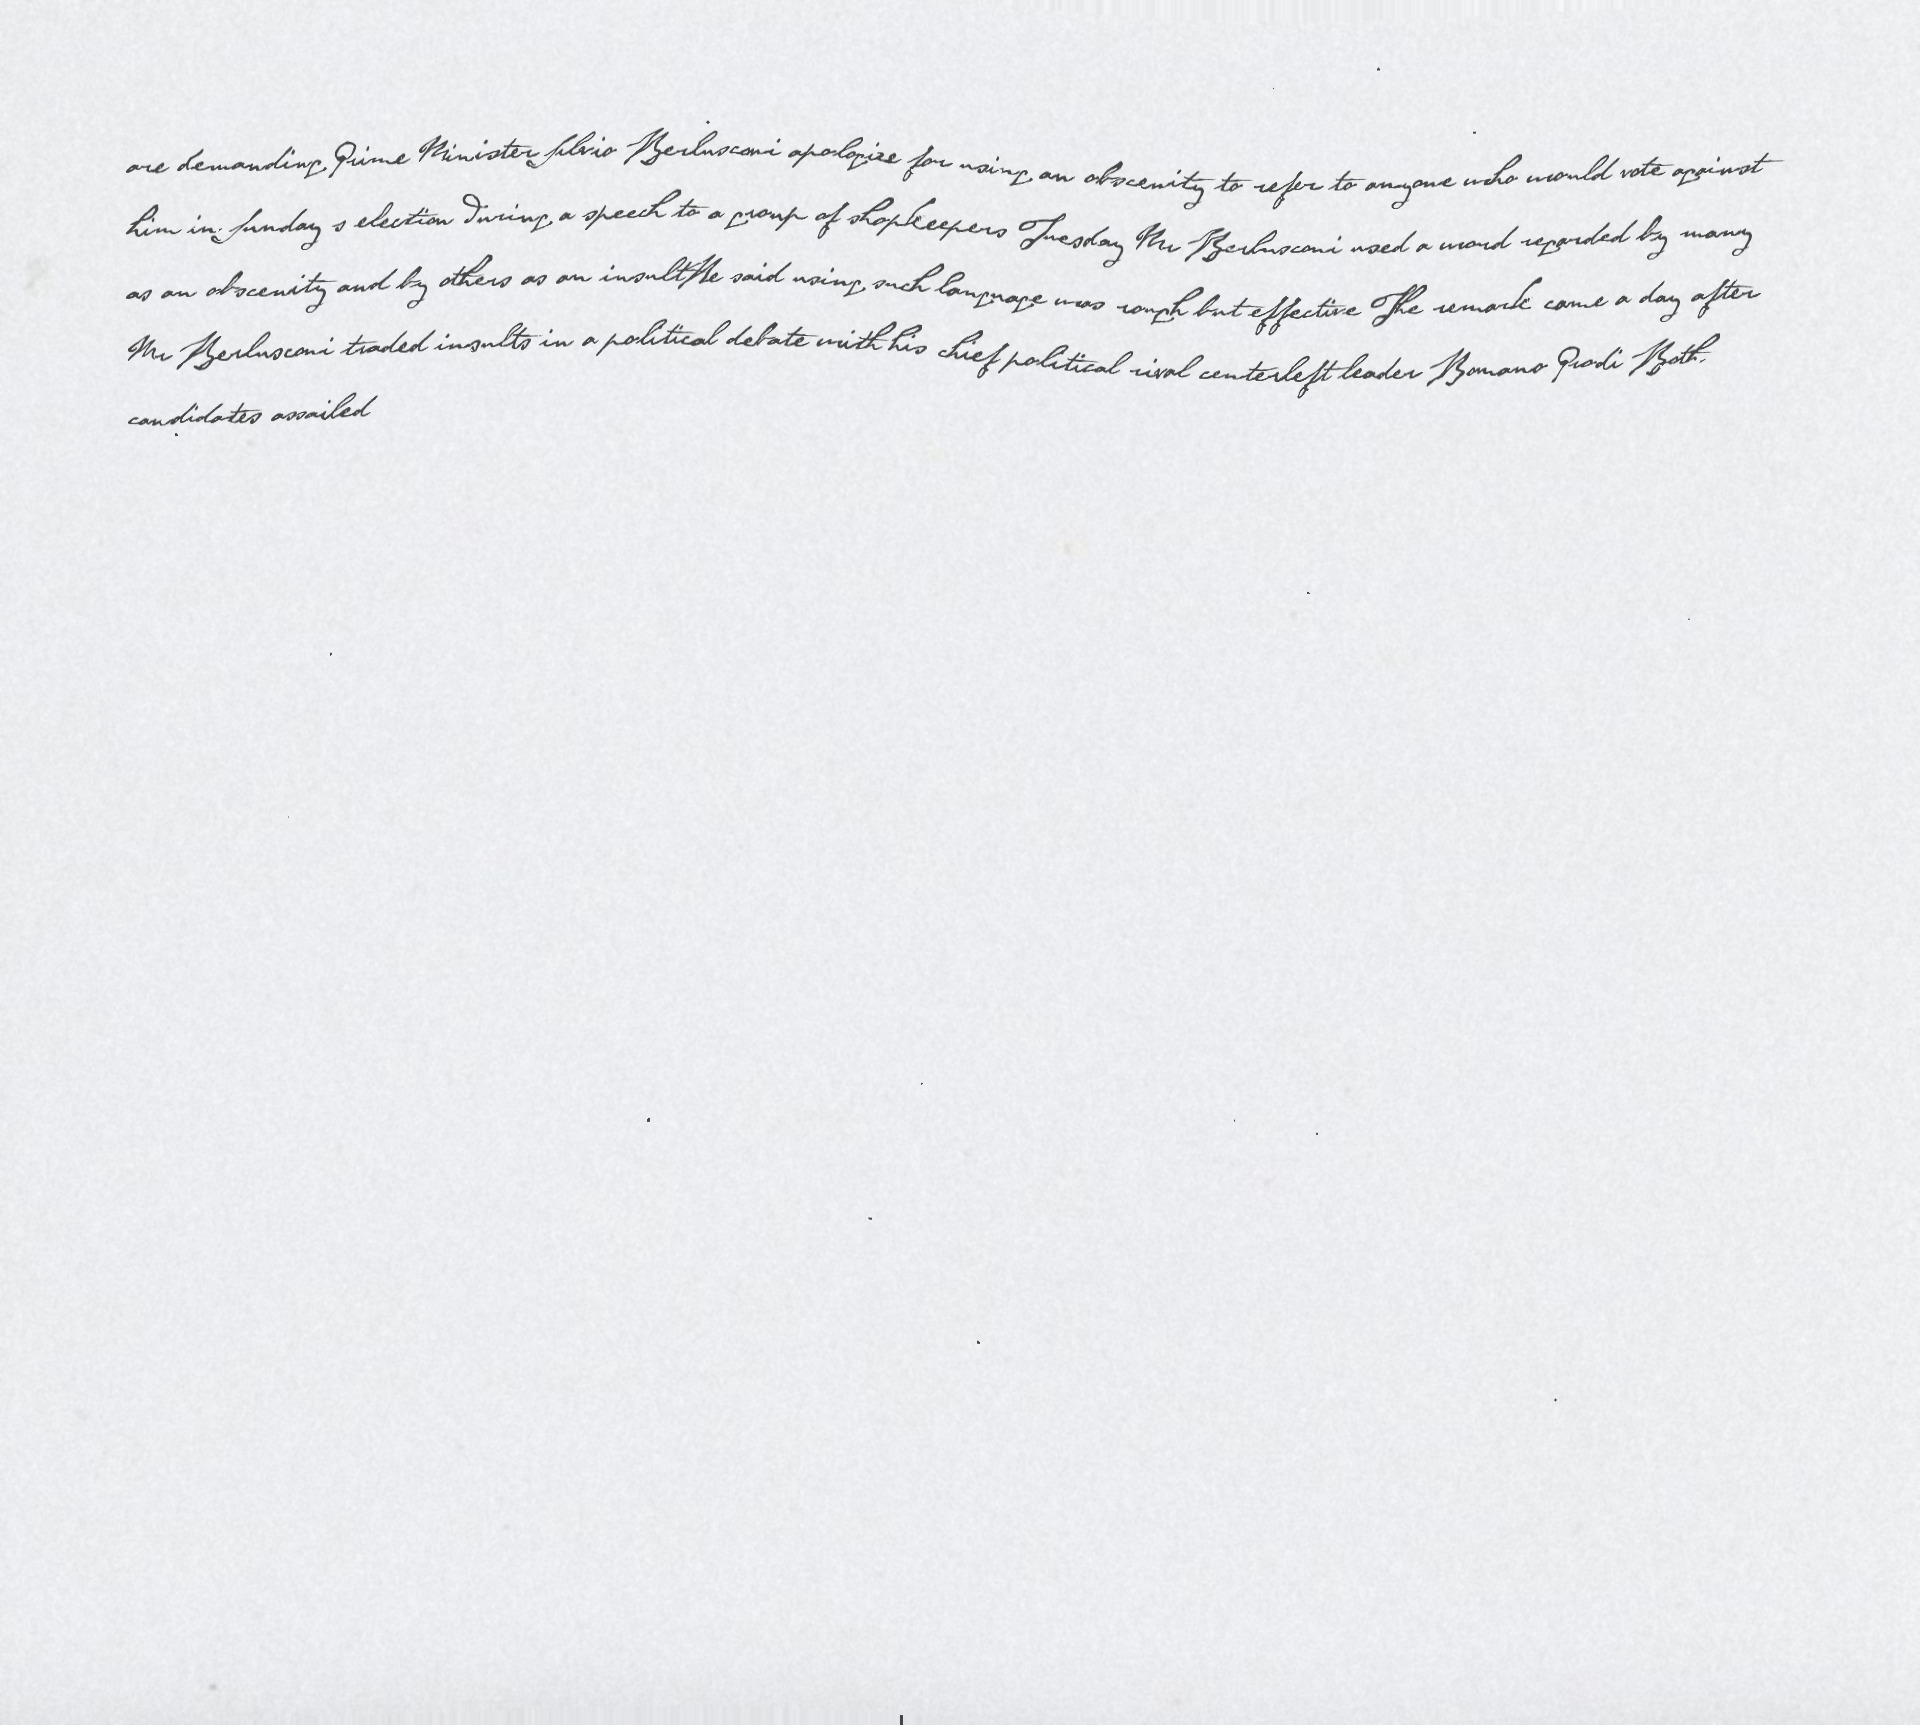 are demanding Prime Minister Silvio Berlusconi apologize for using an obscenity to refer to anyone who would vote against
him in Sunday s election During a speech to a group of shopkeepers Tuesday Mr Berlusconi used a word regarded by many
as an obscenity and by others as an insult He said using such language was rough but effective The remark came a day after
Mr Berlusconi traded insults in a political debate with his chief political rival centerleft leader Romano Prodi Both
candidates assailed